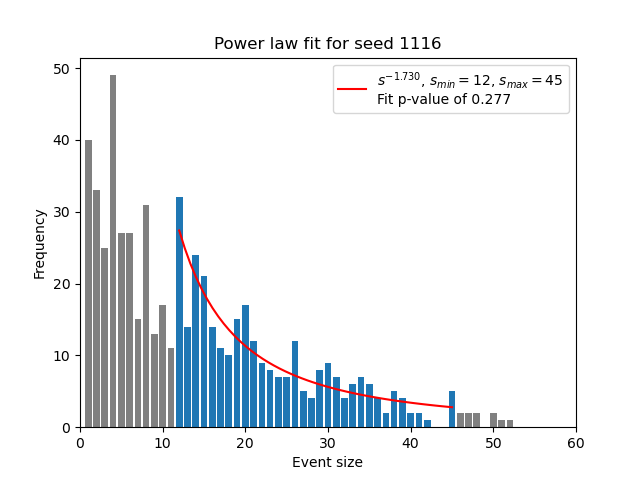 Power law fit for seed 1116
s^{-1.730}, s_{min} = 12, s_{max} = 45
Fit p-value of 0.277
Frequency
50
40
30
20
10
0
0 10 20 30 40 50 60
Event size